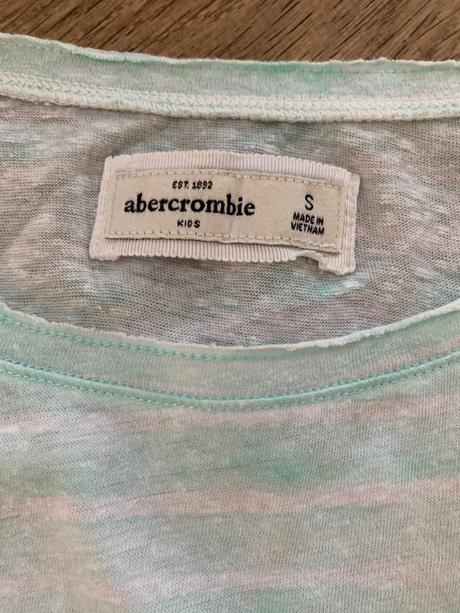 EST. 1892
abercrombie
KIDS
S
MADE IN
VIETNAM